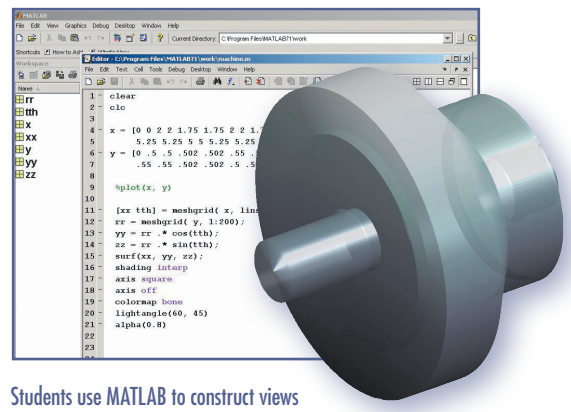 MATLAB
File Edit View Graphics Debug Desktop Window Help
Current Directory: C:\Program Files\MATLAB71\work
Shortcuts How to Add What's New
Workspace
Name
rr
tth
x
xx
y
yy
zz
Editor - C:\Program Files\MATLAB71\work\machine.m
File Edit Text Cell Tools Debug Desktop Window Help
1 - clear
2 - clc
3
4 - x = [0 0 2 2 1.75 1.75 2 2
5 5.25 5.25 5 5 5.25 5.25
6 - y = [0 .5 .5 .502 .502 .55
7 .55 .55 .502 .502 .5
8
9 %plot(x, y)
10
11 - [xx tth] = meshgrid( x,
12 - rr = meshgrid( y, 1:200);
13 - yy = rr .* cos(tth);
14 - zz = rr .* sin(tth);
15 - surf(xx, yy, zz);
16 - shading interp
17 - axis square
18 - axis off
19 - colormap bone
20 - lightangle(60, 45)
21 - alpha(0.8)
22
23
Students use MATLAB to construct views